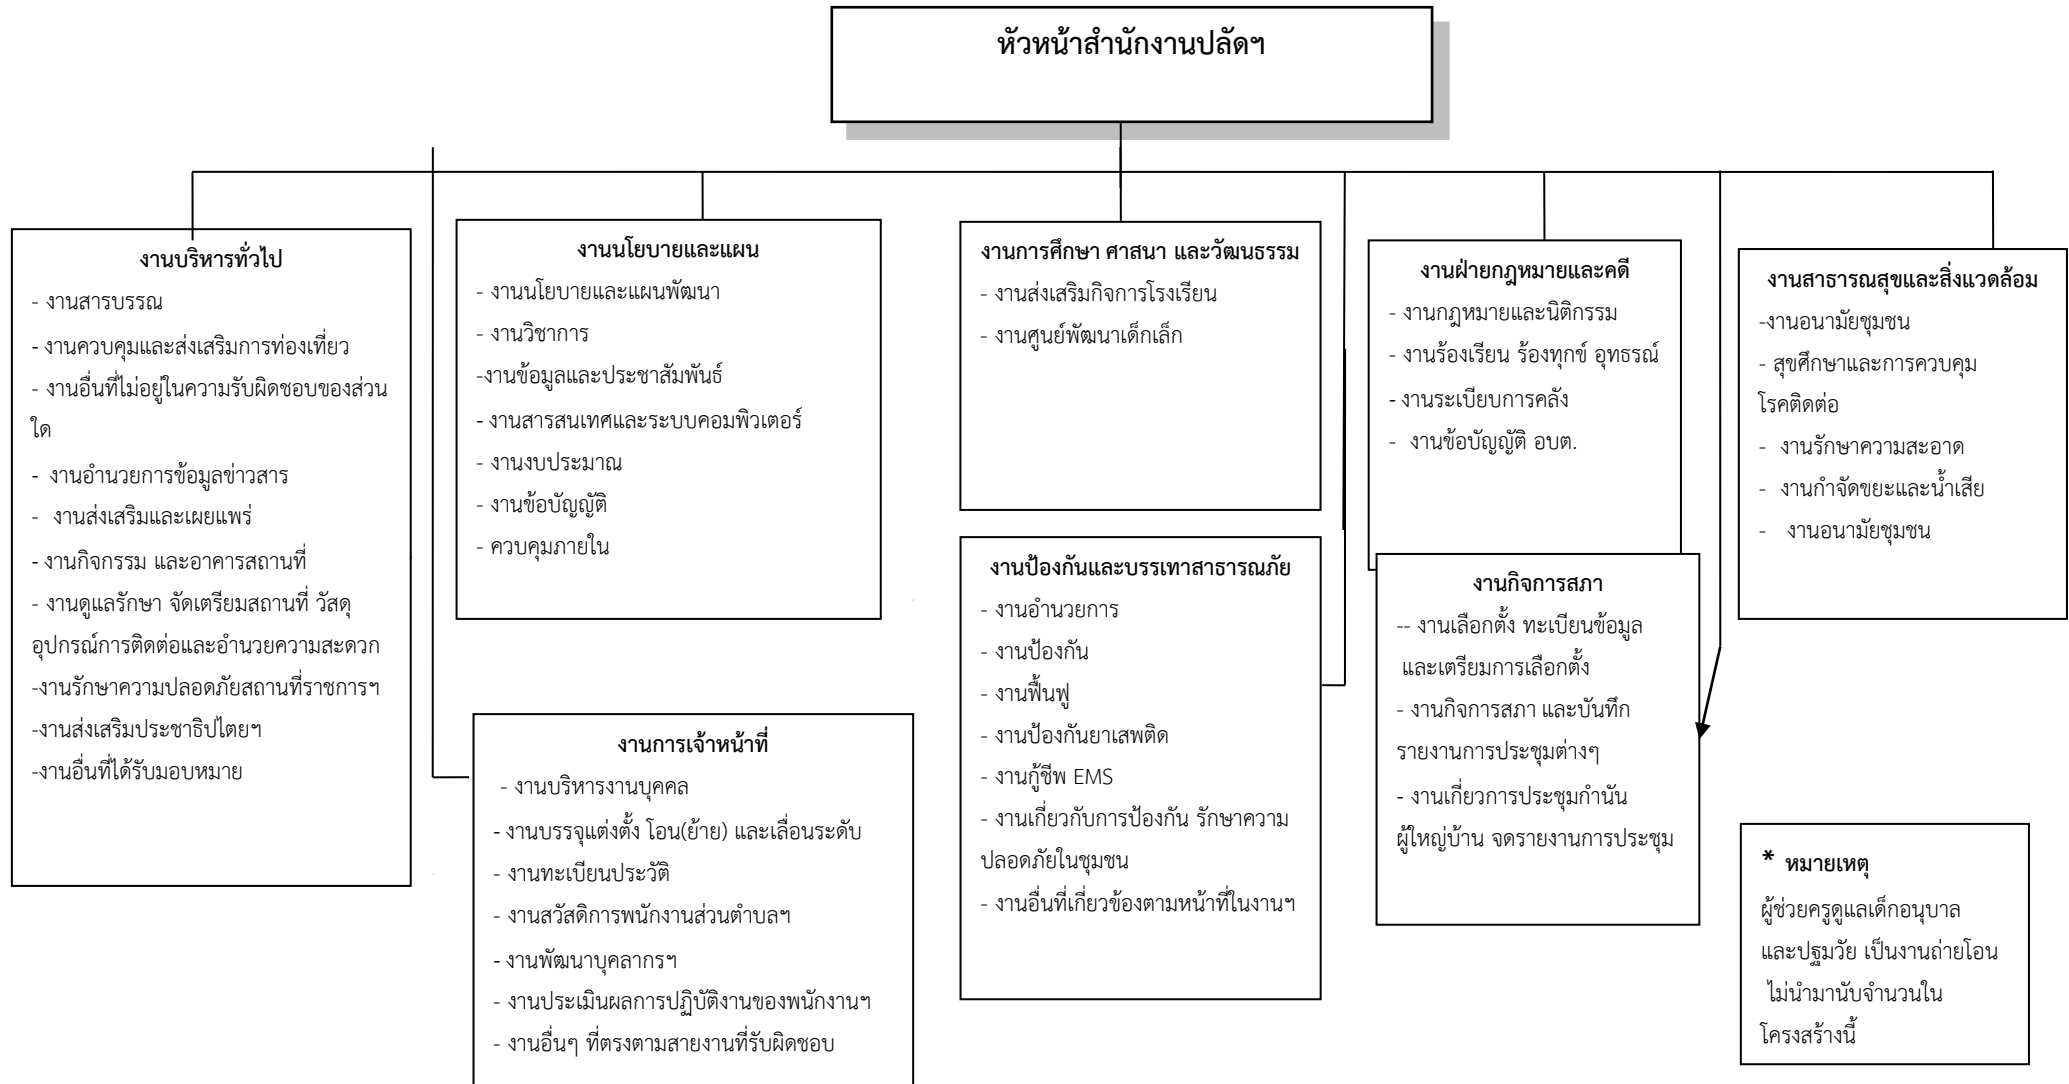 หัวหน้าสำนักงานปลัดฯ
งานบริหารทั่วไป
- งานสารบรรณ
- งานควบคุมและส่งเสริมการท่องเที่ยว
- งานอื่นที่ไม่อยู่ในความรับผิดชอบของส่วน
ใด
- งานอำนวยการข้อมูลข่าวสาร
- งานส่งเสริมและเผยแพร่
- งานกิจกรรม และอาคารสถานที่
- งานดูแลรักษา จัดเตรียมสถานที่ วัสดุ
อุปกรณ์การติดต่อและอำนวยความสะดวก
-งานรักษาความปลอดภัยสถานที่ราชการฯ
-งานส่งเสริมประชาธิปไตยฯ
-งานอื่นที่ได้รับมอบหมาย
งานนโยบายและแผน
- งานนโยบายและแผนพัฒนา
- งานวิชาการ
-งานข้อมูลและประชาสัมพันธ์
- งานสารสนเทศและระบบคอมพิวเตอร์
- งานงบประมาณ
- งานข้อบัญญัติ
- ควบคุมภายใน
งานการเจ้าหน้าที่
- งานบริหารงานบุคคล
- งานบรรจุแต่งตั้ง โอน(ย้าย) และเลื่อนระดับ
- งานทะเบียนประวัติ
- งานสวัสดิการพนักงานส่วนตำบลฯ
- งานพัฒนาบุคลากรฯ
- งานประเมินผลการปฏิบัติงานของพนักงานฯ
- งานอื่นๆ ที่ตรงตามสายงานที่รับผิดชอบ
งานการศึกษา ศาสนา และวัฒนธรรม
- งานส่งเสริมกิจการโรงเรียน
- งานศูนย์พัฒนาเด็กเล็ก
งานป้องกันและบรรเทาสาธารณภัย
- งานอำนวยการ
- งานป้องกัน
- งานฟื้นฟู
- งานป้องกันยาเสพติด
- งานกู้ชีพ EMS
- งานเกี่ยวกับการป้องกัน รักษาความ
ปลอดภัยในชุมชน
- งานอื่นที่เกี่ยวข้องตามหน้าที่ในงานฯ
งานฝ่ายกฎหมายและคดี
- งานกฎหมายและนิติกรรม
- งานร้องเรียน ร้องทุกข์ อุทธรณ์
- งานระเบียบการคลัง
- งานข้อบัญญัติ อบต.
งานกิจการสภา
-- งานเลือกตั้ง ทะเบียนข้อมูล
และเตรียมการเลือกตั้ง
- งานกิจการสภา และบันทึก
รายงานการประชุมต่างๆ
- งานเกี่ยวการประชุมกำนัน
ผู้ใหญ่บ้าน จดรายงานการประชุม
งานสาธารณสุขและสิ่งแวดล้อม
-งานอนามัยชุมชน
- สุขศึกษาและการควบคุม
โรคติดต่อ
- งานรักษาความสะอาด
- งานกำจัดขยะและน้ำเสีย
- งานอนามัยชุมชน
* หมายเหตุ
ผู้ช่วยครูดูแลเด็กอนุบาล
และปฐมวัย เป็นงานถ่ายโอน
ไม่นำมานับจำนวนใน
โครงสร้างนี้